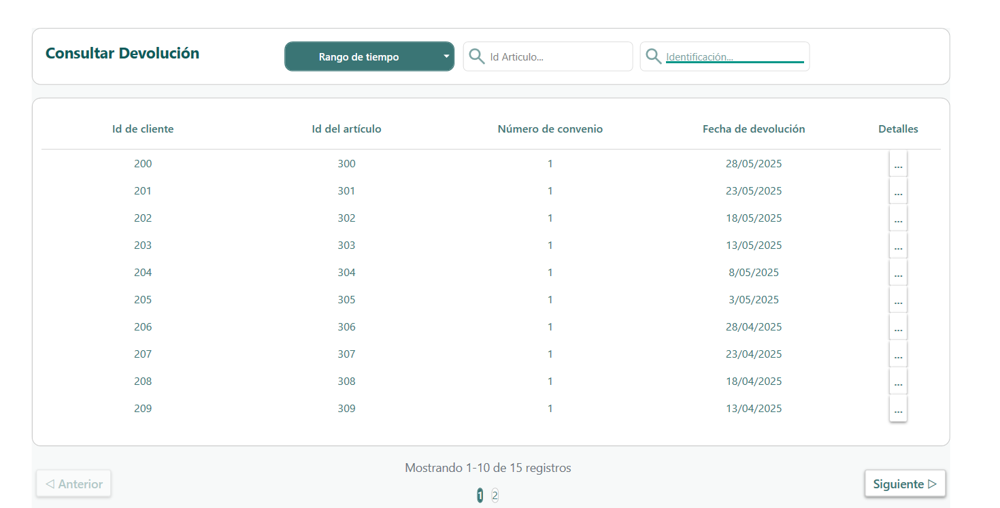 Consultar Devolución Rango de tiempo Id Articulo... Identificación...
Id de cliente Id del artículo Número de convenio Fecha de devolución Detalles
200 300 1 28/05/2025 ...
201 301 1 23/05/2025 ...
202 302 1 18/05/2025 ...
203 303 1 13/05/2025 ...
204 304 1 8/05/2025 ...
205 305 1 3/05/2025 ...
206 306 1 28/04/2025 ...
207 307 1 23/04/2025 ...
208 308 1 18/04/2025 ...
209 309 1 13/04/2025 ...
Mostrando 1-10 de 15 registros
◁ Anterior Siguiente ▷
1 2